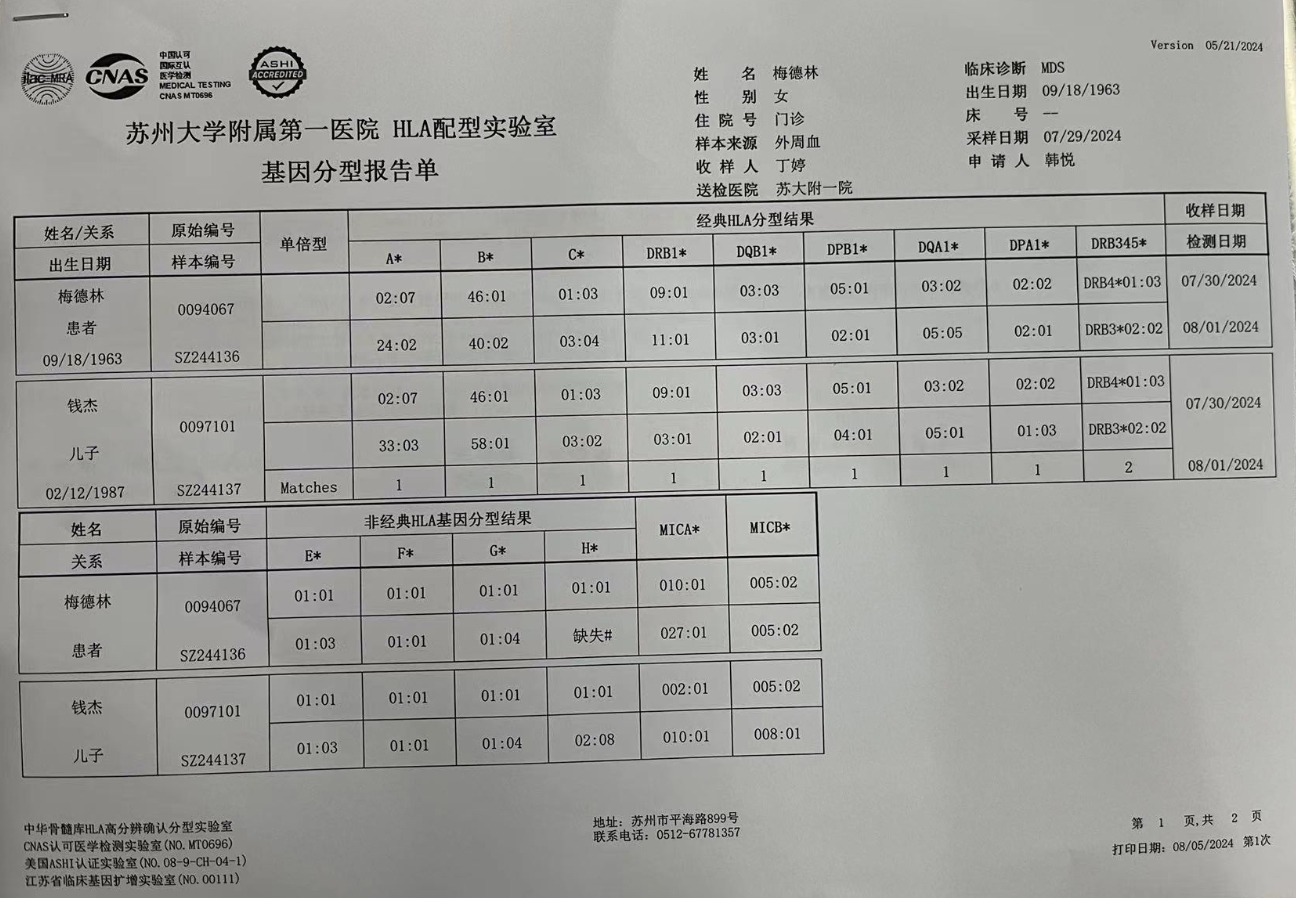 Version 05/21/2024
ilac-MRA
CNAS
中国认可
国际互认
医学检测
MEDICAL TESTING
CNAS MT0696
ASHI
ACCREDITED
苏州大学附属第一医院 HLA配型实验室
基因分型报告单
姓 名 梅德林
性 别 女
住 院 号 门诊
样本来源 外周血
收 样 人 丁婷
送检医院 苏大附一院
临床诊断 MDS
出生日期 09/18/1963
床 号 --
采样日期 07/29/2024
申 请 人 韩悦
姓名/关系 原始编号 单倍型 经典HLA分型结果 收样日期
出生日期 样本编号 A* B* C* DRB1* DQB1* DPB1* DQA1* DPA1* DRB345* 检测日期
梅德林 0094067 02:07 46:01 01:03 09:01 03:03 05:01 03:02 02:02 DRB4*01:03 07/30/2024
患者
09/18/1963 SZ244136 24:02 40:02 03:04 11:01 03:01 02:01 05:05 02:01 DRB3*02:02 08/01/2024
钱杰 0097101 02:07 46:01 01:03 09:01 03:03 05:01 03:02 02:02 DRB4*01:03 07/30/2024
儿子 33:03 58:01 03:02 03:01 02:01 04:01 05:01 01:03 DRB3*02:02
02/12/1987 SZ244137 Matches 1 1 1 1 1 1 1 1 2 08/01/2024
姓名 原始编号 非经典HLA基因分型结果 MICA* MICB*
关系 样本编号 E* F* G* H*
梅德林 0094067 01:01 01:01 01:01 01:01 010:01 005:02
患者 SZ244136 01:03 01:01 01:04 缺失# 027:01 005:02
钱杰 0097101 01:01 01:01 01:01 01:01 002:01 005:02
儿子 SZ244137 01:03 01:01 01:04 02:08 010:01 008:01
中华骨髓库HLA高分辨确认分型实验室
CNAS认可医学检测实验室(NO.MT0696)
美国ASHI认证实验室(NO.08-9-CH-04-1)
江苏省临床基因扩增实验室(NO.00111)
地址：苏州市平海路899号
联系电话：0512-67781357
第 1 页,共 2 页
打印日期：08/05/2024 第1次